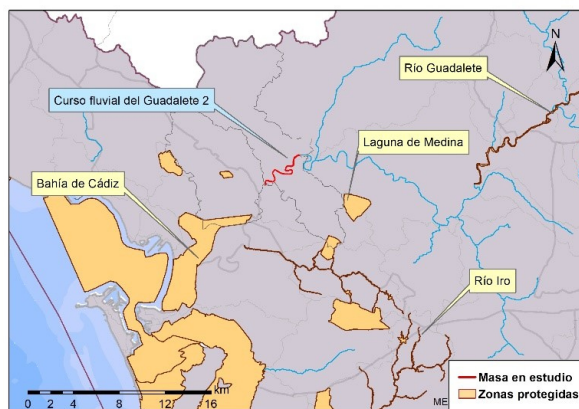 N
Río Guadalete
Curso fluvial del Guadalete 2
Laguna de Medina
Bahía de Cádiz
Río Iro
km
0 2 4 8 12 16
ME
Masa en estudio
Zonas protegidas